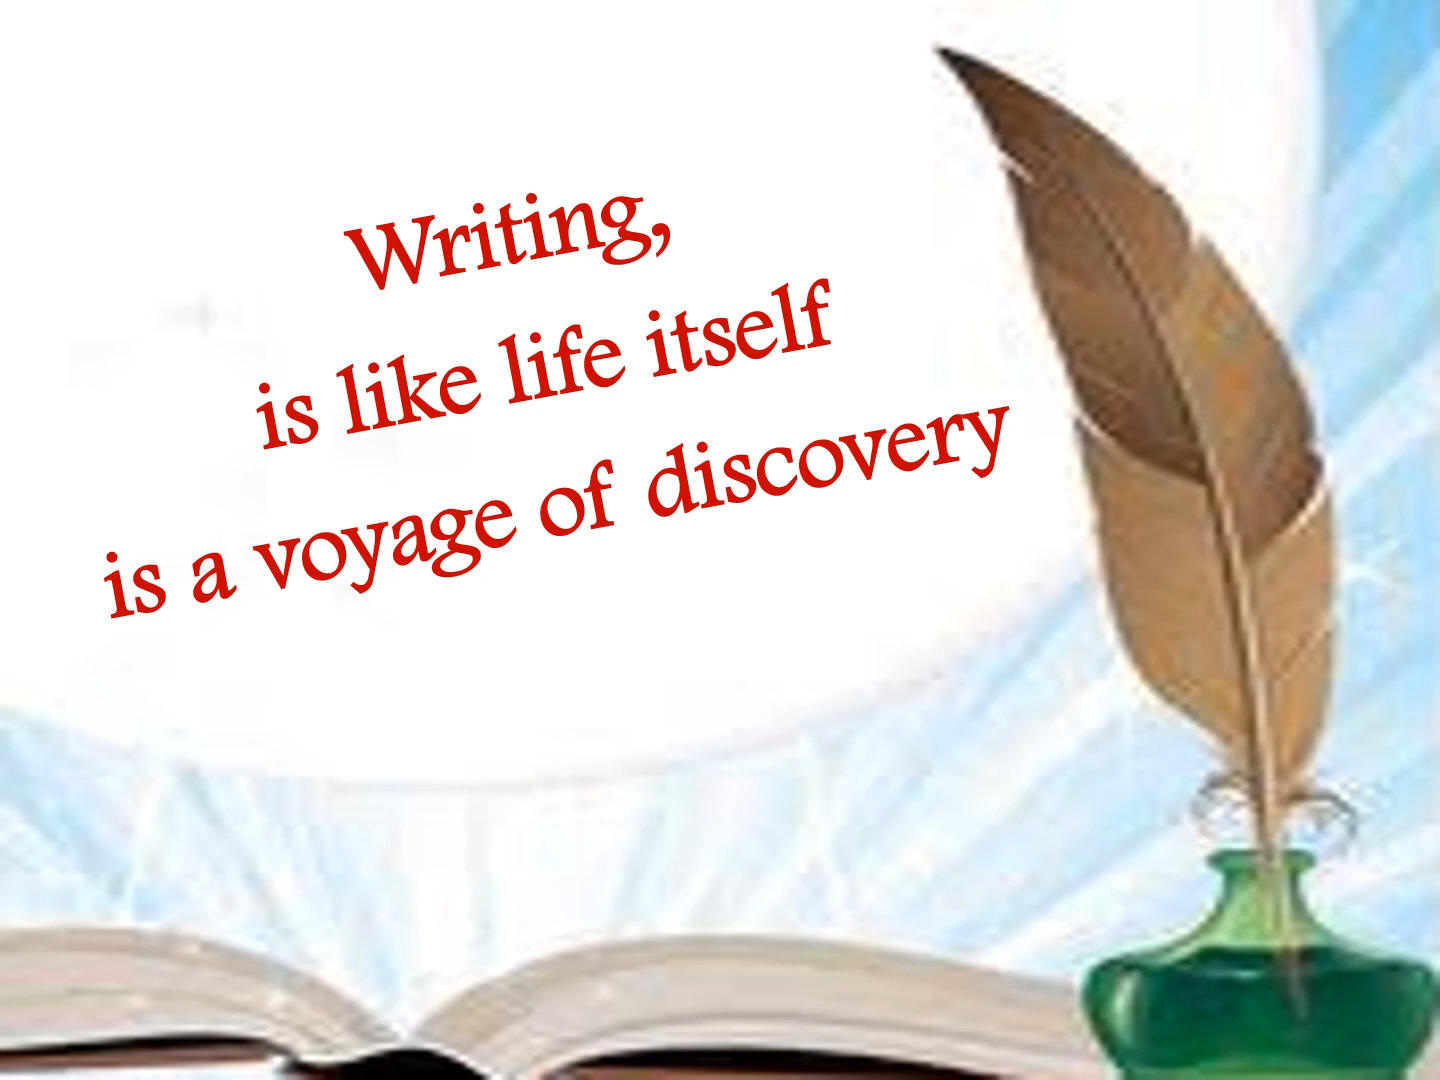 Writing,
is like life itself
is a voyage of discovery